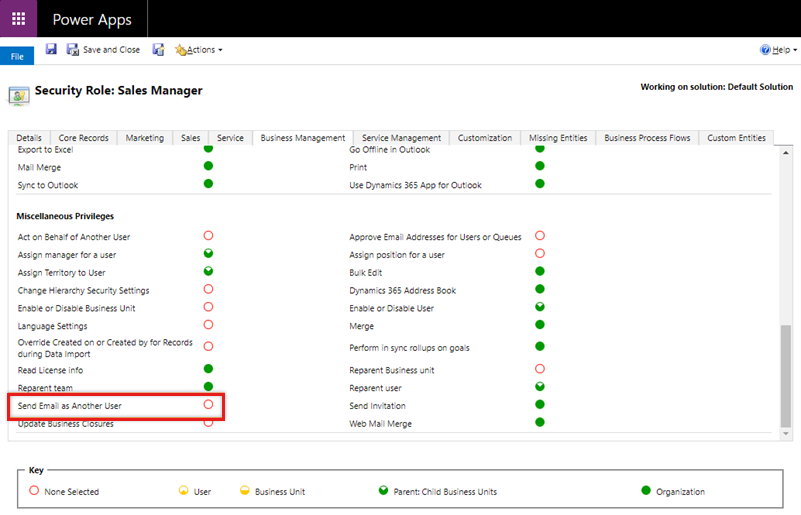 Power Apps
File Save and Close Actions Help
Security Role: Sales Manager
Working on solution: Default Solution
Details Core Records Marketing Sales Service Business Management Service Management Customization Missing Entities Business Process Flows Custom Entities
Export to Excel Go Offline in Outlook
Mail Merge Print
Sync to Outlook Use Dynamics 365 App for Outlook
Miscellaneous Privileges
Act on Behalf of Another User Approve Email Addresses for Users or Queues
Assign manager for a user Assign position for a user
Assign Territory to User Bulk Edit
Change Hierarchy Security Settings Dynamics 365 Address Book
Enable or Disable Business Unit Enable or Disable User
Language Settings Merge
Override Created on or Created by for Records
during Data Import Perform in sync rollups on goals
Read License info Reparent Business unit
Reparent team Reparent user
Send Email as Another User Send Invitation
Update Business Closures Web Mail Merge
Key
None Selected User Business Unit Parent: Child Business Units Organization